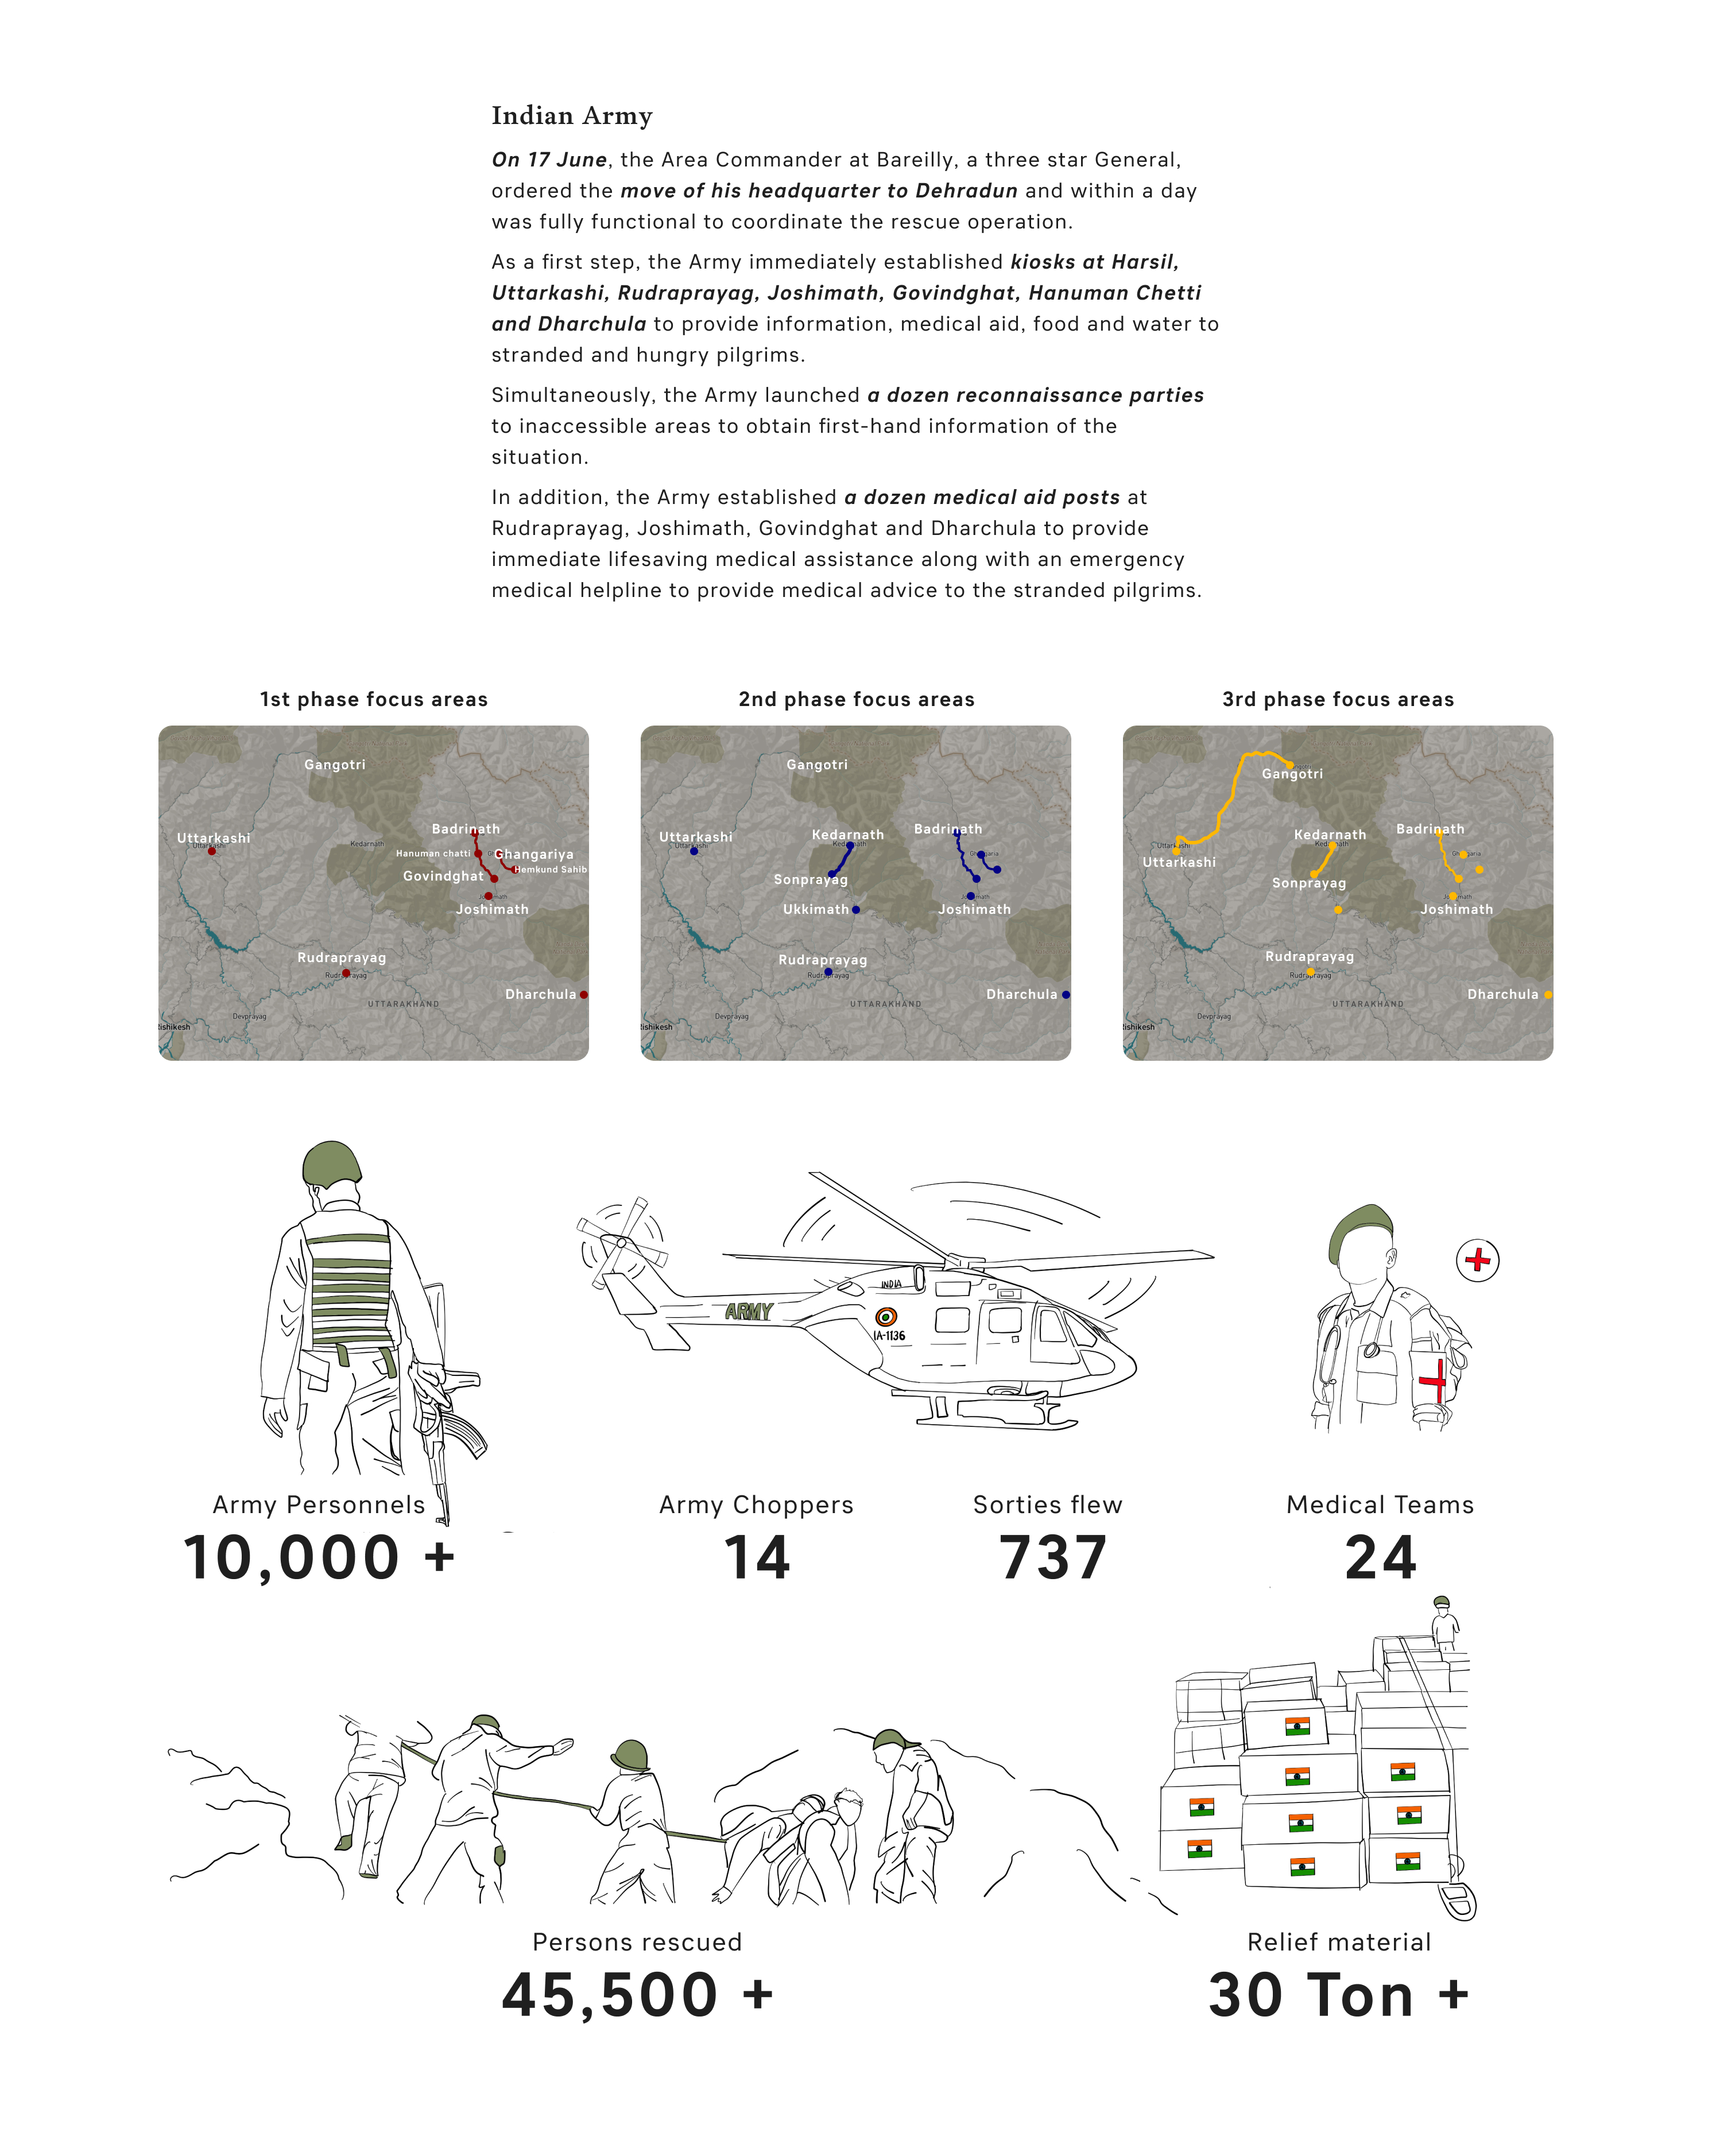 Indian Army
On 17 June, the Area Commander at Bareilly, a three star General,
ordered the move of his headquarter to Dehradun and within a day
was fully functional to coordinate the rescue operation.
As a first step, the Army immediately established kiosks at Harsil,
Uttarkashi, Rudraprayag, Joshimath, Govindghat, Hanuman Chetti
and Dharchula to provide information, medical aid, food and water to
stranded and hungry pilgrims.
Simultaneously, the Army launched a dozen reconnaissance parties
to inaccessible areas to obtain first-hand information of the
situation.
In addition, the Army established a dozen medical aid posts at
Rudraprayag, Joshimath, Govindghat and Dharchula to provide
immediate lifesaving medical assistance along with an emergency
medical helpline to provide medical advice to the stranded pilgrims.
1st phase focus areas
Gangotri
Badrinath
Uttarkashi
Uttarkashi
Kedarnath
Hanuman chatti
Ghangariya
Hemkund Sahib
Govindghat
Joshimath
Rudraprayag
Dharchula
UTTARAKHAND
Devprayag
ishikesh
2nd phase focus areas
Gangotri
Badrinath
Kedarnath
Uttarkashi
Uttarkashi
Sonprayag
Ukkimath
Joshimath
Rudraprayag
Dharchula
UTTARAKHAND
Devprayag
ishikesh
3rd phase focus areas
Gangotri
Badrinath
Kedarnath
Uttarkashi
Uttarkashi
Sonprayag
Joshimath
Rudraprayag
Dharchula
UTTARAKHAND
Devprayag
ishikesh
INDIA
ARMY
IA-1136
Army Personnels
10,000 +
Army Choppers
14
Sorties flew
737
Medical Teams
24
Persons rescued
45,500 +
Relief material
30 Ton +